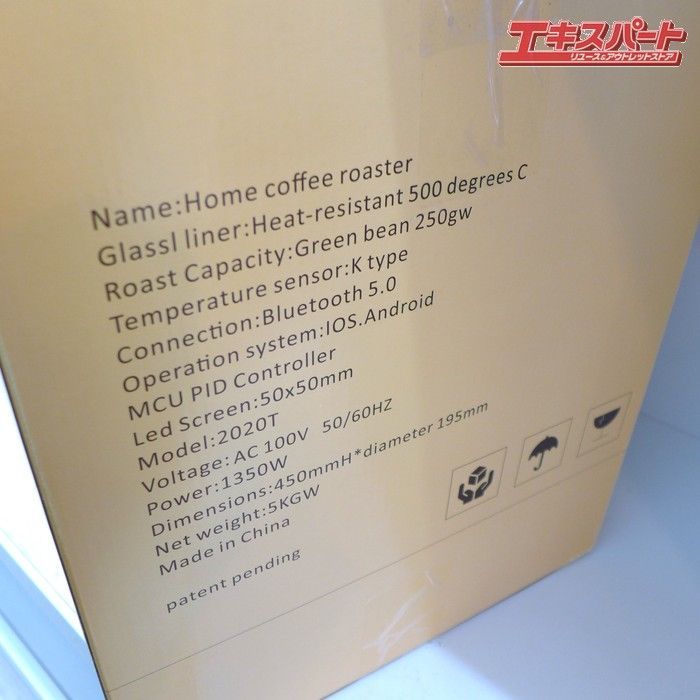 エキスパート
リユース&アウトレットストア
Name:Home coffee roaster
Glassl liner:Heat-resistant 500 degrees C
Roast Capacity:Green bean 250gw
Temperature sensor:K type
Connection:Bluetooth 5.0
Operation system:IOS.Android
MCU PID Controller
Led Screen:50x50mm
Model:2020T
Voltage: AC 100V 50/60HZ
Power:1350W
Dimensions:450mmH*diameter 195mm
Net weight:5KGW
Made in China
patent pending